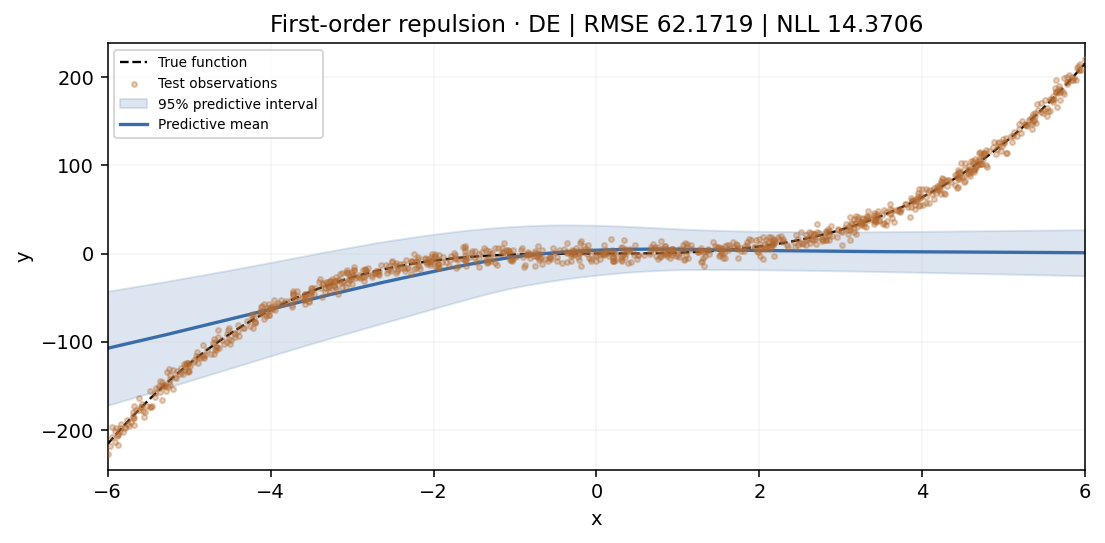 First-order repulsion · DE | RMSE 62.1719 | NLL 14.3706
True function
Test observations
95% predictive interval
Predictive mean
y
200
100
0
−100
−200
−6
−4
−2
0
2
4
6
x